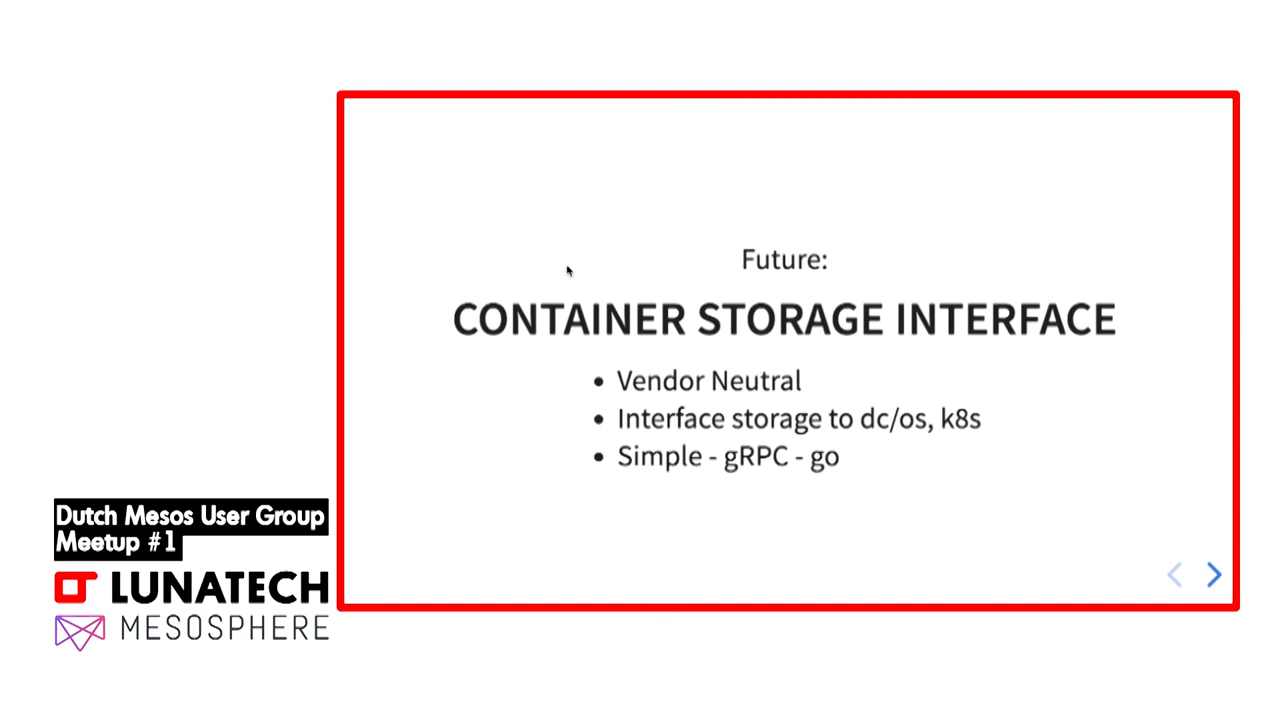 Future:
CONTAINER STORAGE INTERFACE
• Vendor Neutral
• Interface storage to dc/os, k8s
• Simple - gRPC - go
Dutch Mesos User Group
Meetup #1
LUNATECH
MESOSPHERE